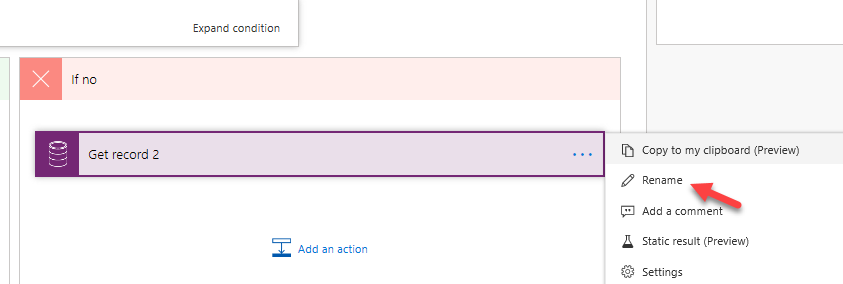 Expand condition
If no
Get record 2
Copy to my clipboard (Preview)
Rename
Add a comment
Static result (Preview)
Settings
Add an action